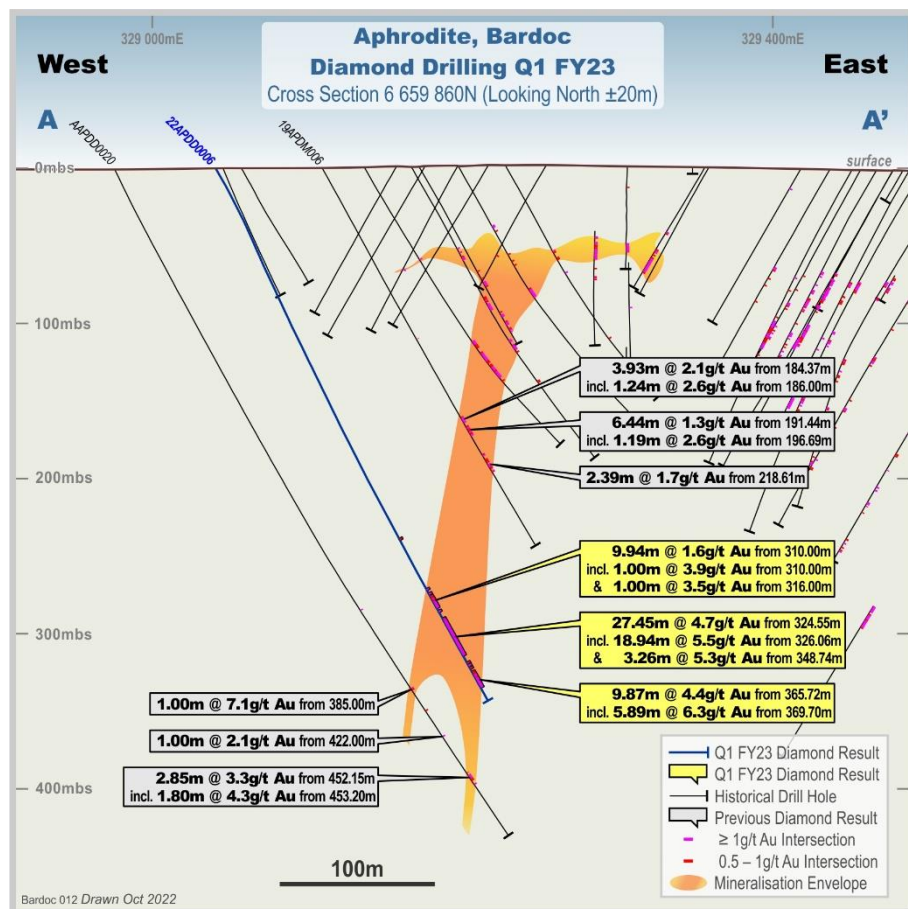 329 000mE
329 400mE
Aphrodite, Bardoc
Diamond Drilling Q1 FY23
Cross Section 6 659 860N (Looking North ±20m)
West
East
A
A'
AAPDD0020
22APDD0006
19APDM006
0mbs
surface
100mbs
3.93m @ 2.1g/t Au from 184.37m
incl. 1.24m @ 2.6g/t Au from 186.00m
6.44m @ 1.3g/t Au from 191.44m
incl. 1.19m @ 2.6g/t Au from 196.69m
200mbs
2.39m @ 1.7g/t Au from 218.61m
9.94m @ 1.6g/t Au from 310.00m
incl. 1.00m @ 3.9g/t Au from 310.00m
& 1.00m @ 3.5g/t Au from 316.00m
300mbs
27.45m @ 4.7g/t Au from 324.55m
incl. 18.94m @ 5.5g/t Au from 326.06m
& 3.26m @ 5.3g/t Au from 348.74m
9.87m @ 4.4g/t Au from 365.72m
incl. 5.89m @ 6.3g/t Au from 369.70m
1.00m @ 7.1g/t Au from 385.00m
1.00m @ 2.1g/t Au from 422.00m
2.85m @ 3.3g/t Au from 452.15m
incl. 1.80m @ 4.3g/t Au from 453.20m
400mbs
Q1 FY23 Diamond Result
Q1 FY23 Diamond Result
Historical Drill Hole
Previous Diamond Result
≥ 1g/t Au Intersection
0.5 – 1g/t Au Intersection
Mineralisation Envelope
100m
Bardoc 012 Drawn Oct 2022